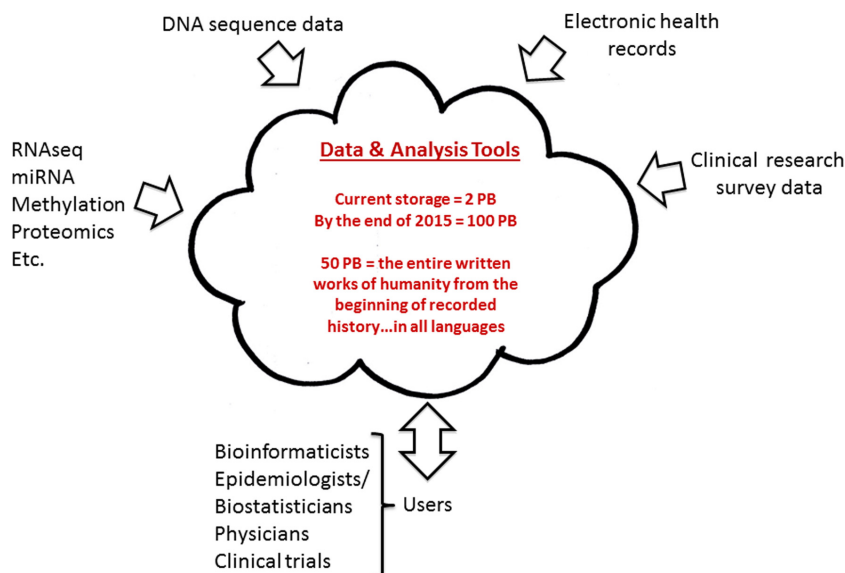 DNA sequence data
Electronic health
records
RNAseq
miRNA
Methylation
Proteomics
Etc.
Data & Analysis Tools
Current storage = 2 PB
By the end of 2015 = 100 PB
50 PB = the entire written
works of humanity from the
beginning of recorded
history...in all languages
Clinical research
survey data
Bioinformaticists
Epidemiologists/
Biostatisticians
Physicians
Clinical trials
Users